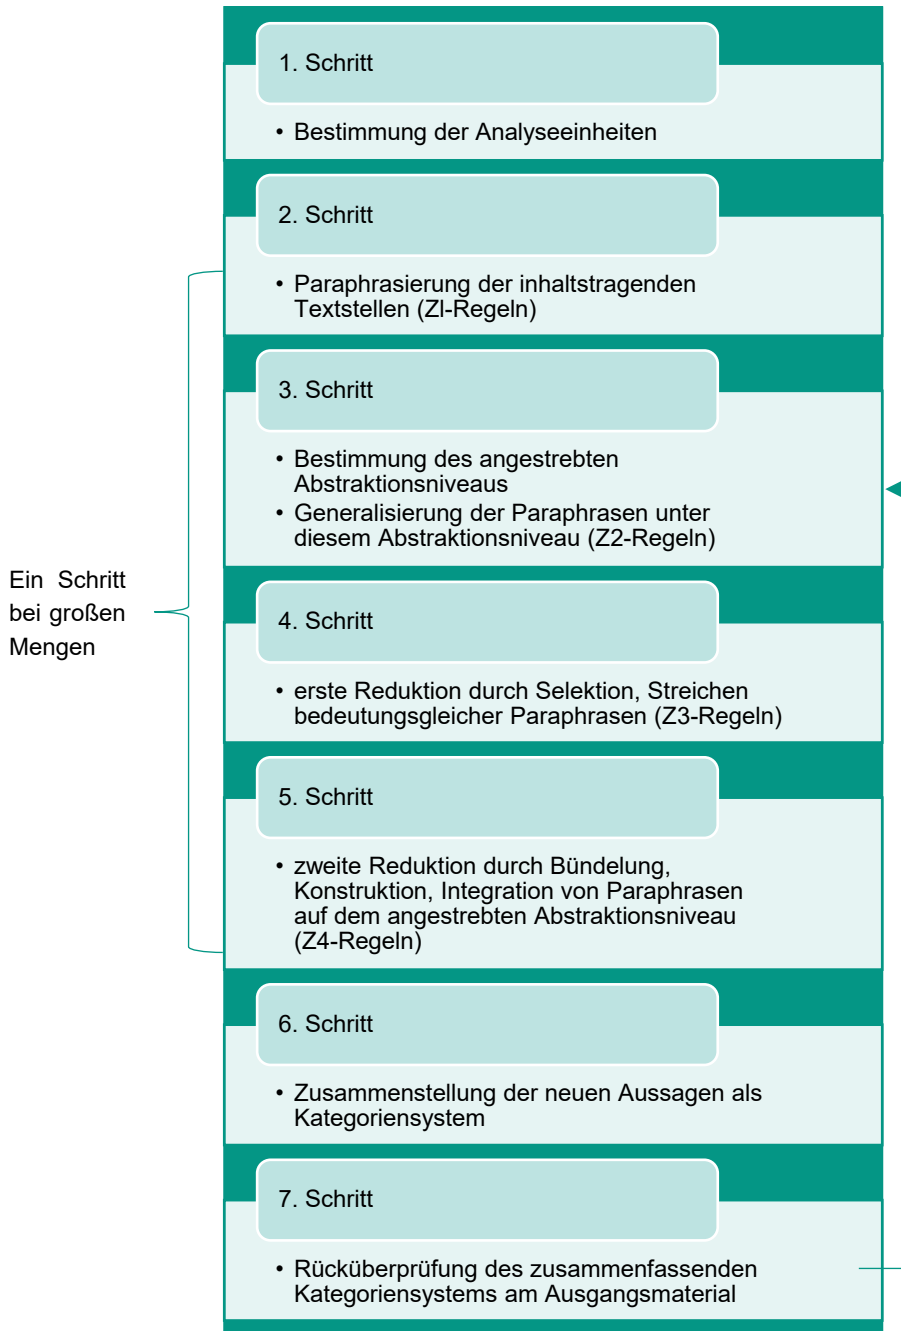 1. Schritt
• Bestimmung der Analyseeinheiten
2. Schritt
• Paraphrasierung der inhaltstragenden
Textstellen (Zl-Regeln)
3. Schritt
• Bestimmung des angestrebten
Abstraktionsniveaus
• Generalisierung der Paraphrasen unter
diesem Abstraktionsniveau (Z2-Regeln)
Ein Schritt
bei großen
Mengen
4. Schritt
• erste Reduktion durch Selektion, Streichen
bedeutungsgleicher Paraphrasen (Z3-Regeln)
5. Schritt
• zweite Reduktion durch Bündelung,
Konstruktion, Integration von Paraphrasen
auf dem angestrebten Abstraktionsniveau
(Z4-Regeln)
6. Schritt
• Zusammenstellung der neuen Aussagen als
Kategoriensystem
7. Schritt
• Rücküberprüfung des zusammenfassenden
Kategoriensystems am Ausgangsmaterial